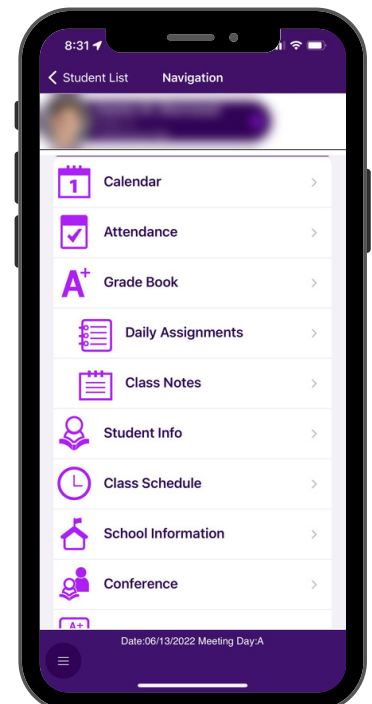 8:31
Student List Navigation
1 Calendar
Attendance
A+ Grade Book
Daily Assignments
Class Notes
Student Info
Class Schedule
School Information
Conference
A+
Date:06/13/2022 Meeting Day:A